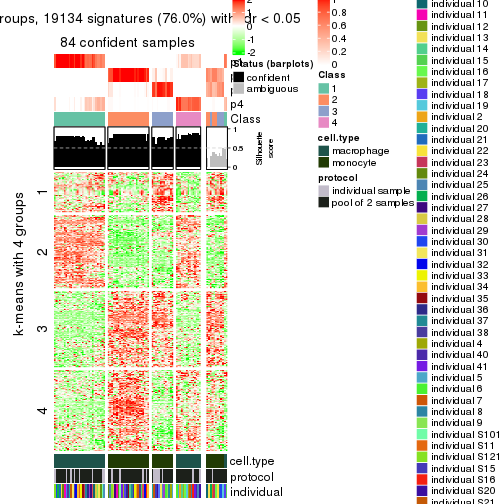 roups, 19134 signatures (76.0%) with
dr < 0.05
84 confident samples
p4
Class
1
0.5
0
Silhouette
score
k-means with 4 groups
1
2
3
4
cell.type
protocol
individual
2
1
0
-1
-2
Status (barplots)
confident
ambiguous
0.8
0.6
0.4
0.2
0
Class
1
2
3
4
cell.type
macrophage
monocyte
protocol
individual sample
pool of 2 samples
individual 10
individual 11
individual 12
individual 13
individual 14
individual 15
individual 16
individual 17
individual 18
individual 19
individual 2
individual 20
individual 21
individual 22
individual 23
individual 24
individual 25
individual 26
individual 27
individual 28
individual 29
individual 30
individual 31
individual 32
individual 33
individual 34
individual 35
individual 36
individual 37
individual 38
individual 4
individual 40
individual 41
individual 5
individual 6
individual 7
individual 8
individual 9
individual S101
individual S11
individual S121
individual S15
individual S16
individual S20
individual S21